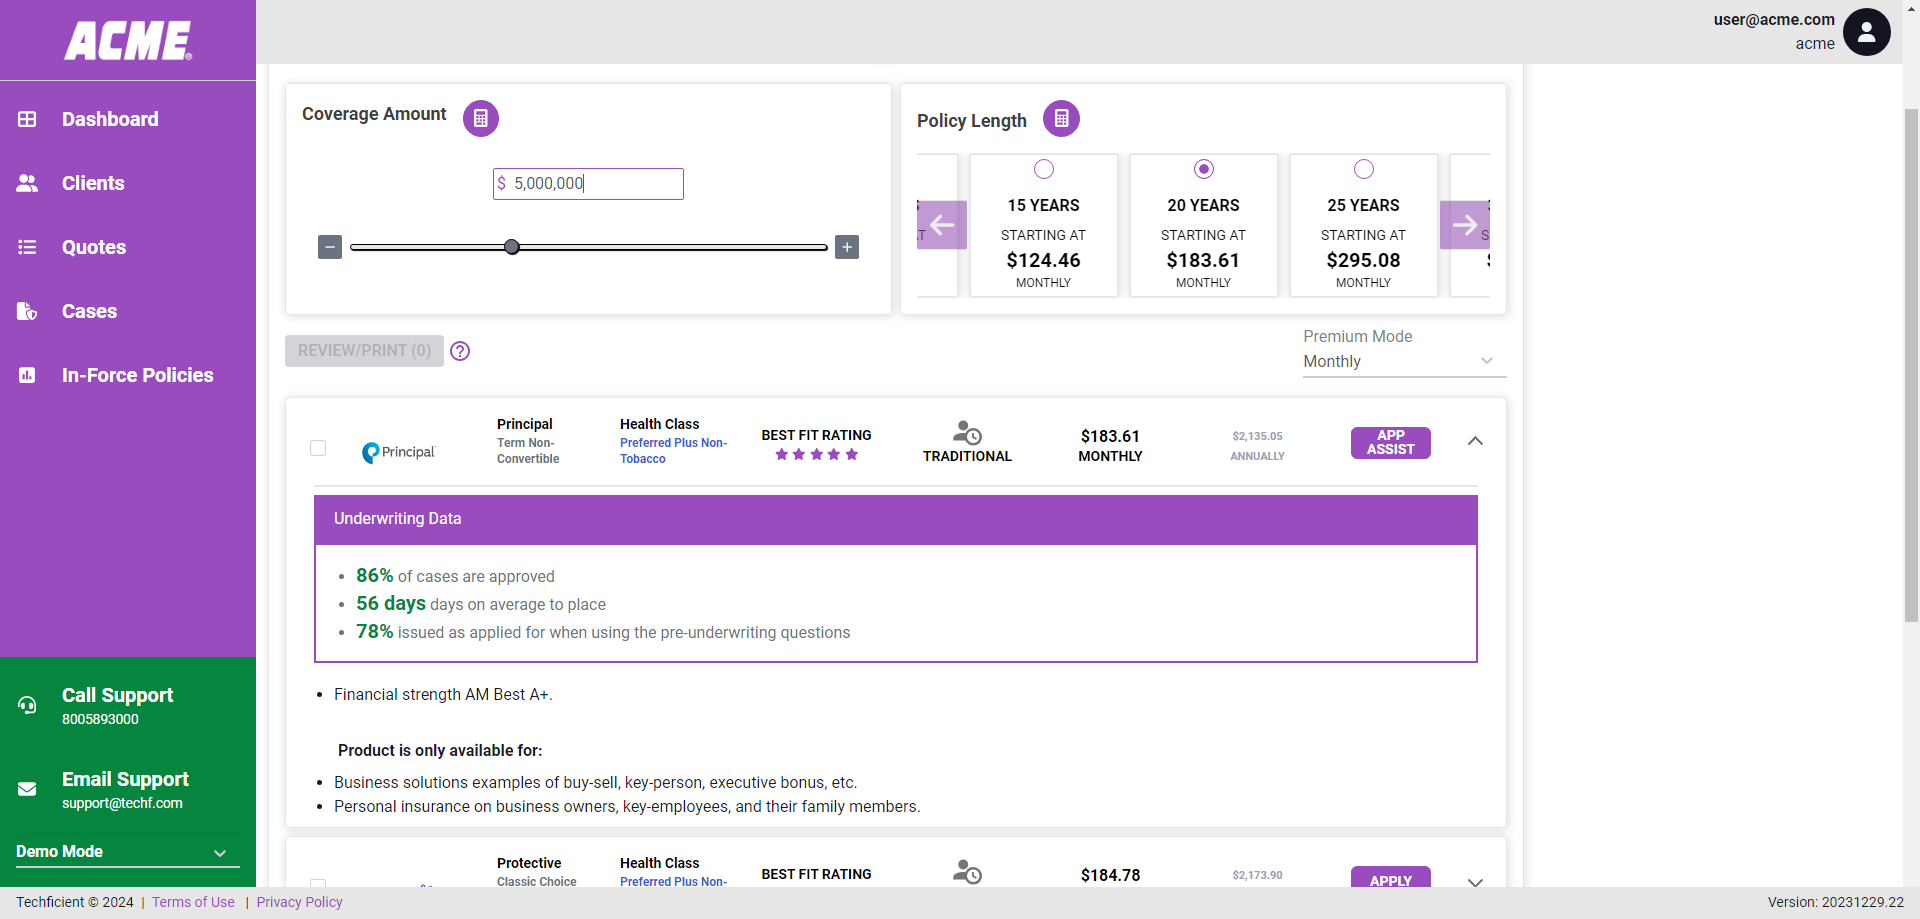 ACME
user@acme.com
acme
Dashboard
Clients
Quotes
Cases
In-Force Policies
Call Support
8005893000
Email Support
support@techf.com
Demo Mode
Coverage Amount
$ 5,000,000
Policy Length
15 YEARS
STARTING AT
$124.46
MONTHLY
20 YEARS
STARTING AT
$183.61
MONTHLY
25 YEARS
STARTING AT
$295.08
MONTHLY
REVIEW/PRINT (0)
?
Premium Mode
Monthly
Principal
Principal
Term Non-
Convertible
Health Class
Preferred Plus Non-
Tobacco
BEST FIT RATING
TRADITIONAL
$183.61
MONTHLY
$2,135.05
ANNUALLY
APP
ASSIST
Underwriting Data
86% of cases are approved
56 days days on average to place
78% issued as applied for when using the pre-underwriting questions
Financial strength AM Best A+.
Product is only available for:
Business solutions examples of buy-sell, key-person, executive bonus, etc.
Personal insurance on business owners, key-employees, and their family members.
Protective
Classic Choice
Health Class
Preferred Plus Non-
BEST FIT RATING
$184.78
$2,173.90
APPLY
Techficient © 2024 | Terms of Use | Privacy Policy
Version: 20231229.22